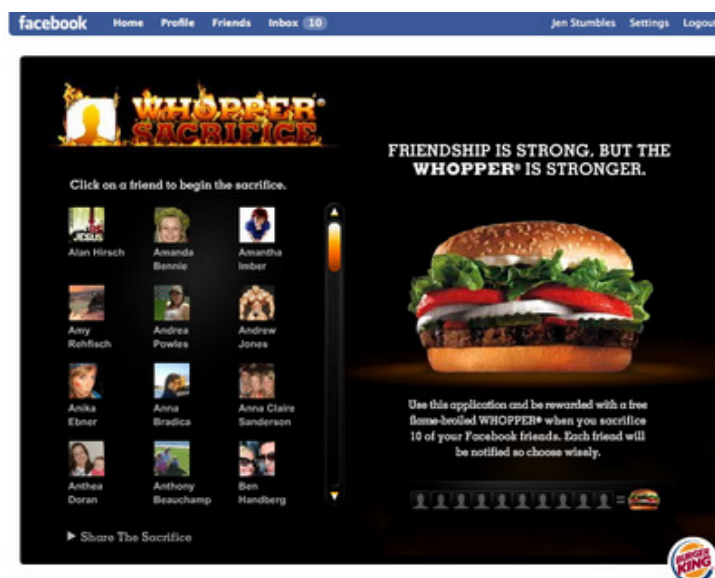 facebook Home Profile Friends Inbox 10 Jen Stumbles Settings Logout
WHOPPER®
SACRIFICE
Click on a friend to begin the sacrifice.
JESUS
Alan Hirsch
Amanda
Bennie
Amantha
Imber
Amy
Rehfisch
Andrea
Powles
Andrew
Jones
Anika
Ebner
Anna
Bradica
Anna Claire
Sanderson
Anthea
Doran
Anthony
Beauchamp
Ben
Handberg
Share The Sacrifice
FRIENDSHIP IS STRONG, BUT THE
WHOPPER® IS STRONGER.
Use this application and be rewarded with a free
flame-broiled WHOPPER® when you sacrifice
10 of your Facebook friends. Each friend will
be notified so choose wisely.
=
BURGER
KING